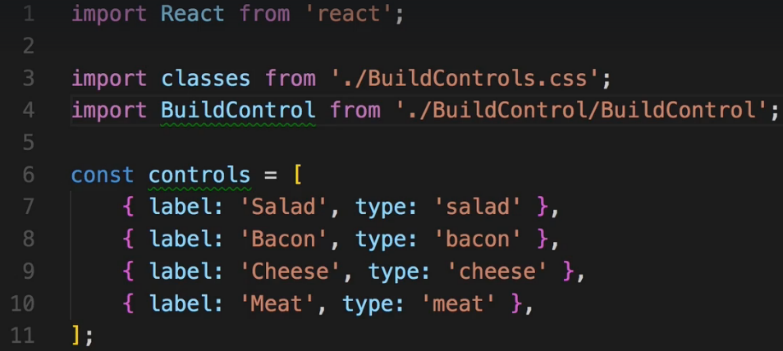 1 import React from 'react';
2
3 import classes from './BuildControls.css';
4 import BuildControl from './BuildControl/BuildControl';
5
6 const controls = [
7 { label: 'Salad', type: 'salad' },
8 { label: 'Bacon', type: 'bacon' },
9 { label: 'Cheese', type: 'cheese' },
10 { label: 'Meat', type: 'meat' },
11 ];